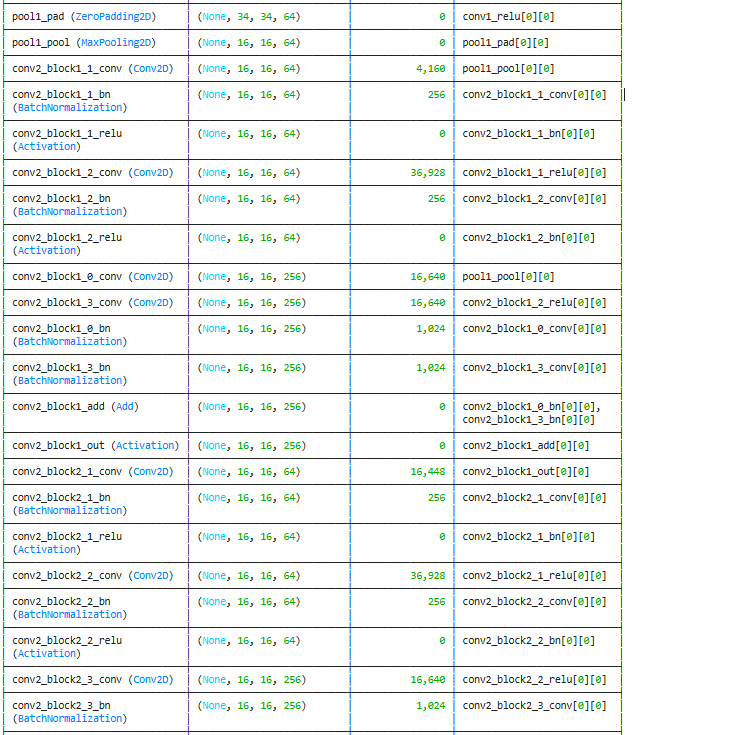 pool1_pad (ZeroPadding2D) (None, 34, 34, 64) 0 conv1_relu[0][0]
pool1_pool (MaxPooling2D) (None, 16, 16, 64) 0 pool1_pad[0][0]
conv2_block1_1_conv (Conv2D) (None, 16, 16, 64) 4,160 pool1_pool[0][0]
conv2_block1_1_bn (None, 16, 16, 64) 256 conv2_block1_1_conv[0][0]
(BatchNormalization)
conv2_block1_1_relu (None, 16, 16, 64) 0 conv2_block1_1_bn[0][0]
(Activation)
conv2_block1_2_conv (Conv2D) (None, 16, 16, 64) 36,928 conv2_block1_1_relu[0][0]
conv2_block1_2_bn (None, 16, 16, 64) 256 conv2_block1_2_conv[0][0]
(BatchNormalization)
conv2_block1_2_relu (None, 16, 16, 64) 0 conv2_block1_2_bn[0][0]
(Activation)
conv2_block1_0_conv (Conv2D) (None, 16, 16, 256) 16,640 pool1_pool[0][0]
conv2_block1_3_conv (Conv2D) (None, 16, 16, 256) 16,640 conv2_block1_2_relu[0][0]
conv2_block1_0_bn (None, 16, 16, 256) 1,024 conv2_block1_0_conv[0][0]
(BatchNormalization)
conv2_block1_3_bn (None, 16, 16, 256) 1,024 conv2_block1_3_conv[0][0]
(BatchNormalization)
conv2_block1_add (Add) (None, 16, 16, 256) 0 conv2_block1_0_bn[0][0],
conv2_block1_3_bn[0][0]
conv2_block1_out (Activation) (None, 16, 16, 256) 0 conv2_block1_add[0][0]
conv2_block2_1_conv (Conv2D) (None, 16, 16, 64) 16,448 conv2_block1_out[0][0]
conv2_block2_1_bn (None, 16, 16, 64) 256 conv2_block2_1_conv[0][0]
(BatchNormalization)
conv2_block2_1_relu (None, 16, 16, 64) 0 conv2_block2_1_bn[0][0]
(Activation)
conv2_block2_2_conv (Conv2D) (None, 16, 16, 64) 36,928 conv2_block2_1_relu[0][0]
conv2_block2_2_bn (None, 16, 16, 64) 256 conv2_block2_2_conv[0][0]
(BatchNormalization)
conv2_block2_2_relu (None, 16, 16, 64) 0 conv2_block2_2_bn[0][0]
(Activation)
conv2_block2_3_conv (Conv2D) (None, 16, 16, 256) 16,640 conv2_block2_2_relu[0][0]
conv2_block2_3_bn (None, 16, 16, 256) 1,024 conv2_block2_3_conv[0][0]
(BatchNormalization)